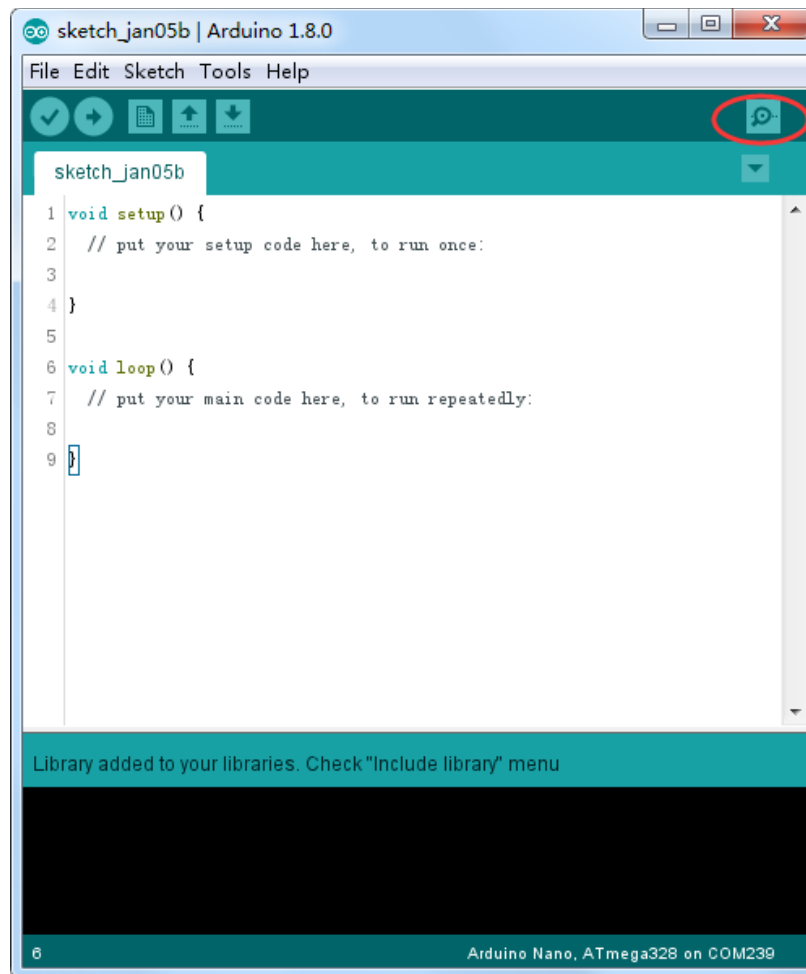 sketch_jan05b | Arduino 1.8.0
File Edit Sketch Tools Help
sketch_jan05b
1 void setup() {
2 // put your setup code here, to run once:
3
4 }
5
6 void loop() {
7 // put your main code here, to run repeatedly:
8
9 }
Library added to your libraries. Check "Include library" menu
6 Arduino Nano, ATmega328 on COM239